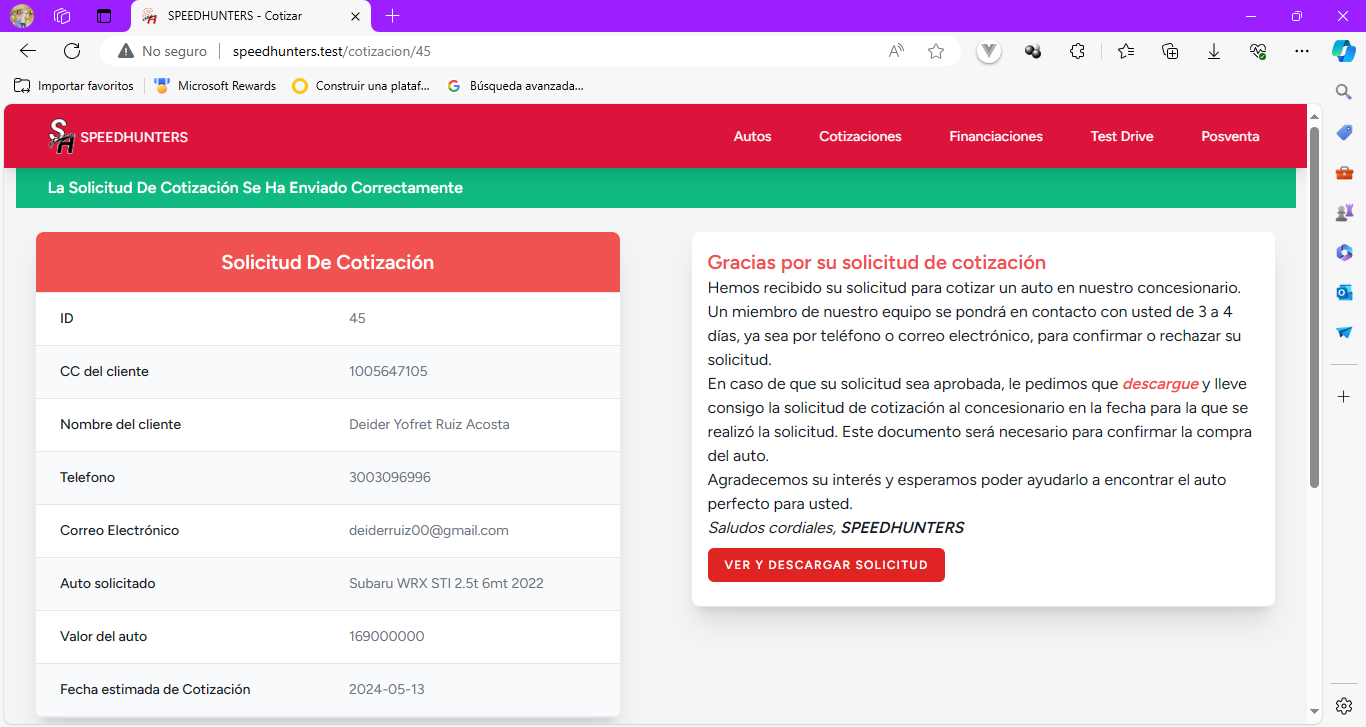 SPEEDHUNTERS - Cotizar
No seguro
speedhunters.test/cotizacion/45
Importar favoritos
Microsoft Rewards
Construir una plataf...
Búsqueda avanzada...
SPEEDHUNTERS
Autos
Cotizaciones
Financiaciones
Test Drive
Posventa
La Solicitud De Cotización Se Ha Enviado Correctamente
Solicitud De Cotización
ID 45
CC del cliente 1005647105
Nombre del cliente Deider Yofret Ruiz Acosta
Telefono 3003096996
Correo Electrónico deiderruiz00@gmail.com
Auto solicitado Subaru WRX STI 2.5t 6mt 2022
Valor del auto 169000000
Fecha estimada de Cotización 2024-05-13
Gracias por su solicitud de cotización
Hemos recibido su solicitud para cotizar un auto en nuestro concesionario.
Un miembro de nuestro equipo se pondrá en contacto con usted de 3 a 4
días, ya sea por teléfono o correo electrónico, para confirmar o rechazar su
solicitud.
En caso de que su solicitud sea aprobada, le pedimos que descargue y lleve
consigo la solicitud de cotización al concesionario en la fecha para la que se
realizó la solicitud. Este documento será necesario para confirmar la compra
del auto.
Agradecemos su interés y esperamos poder ayudarlo a encontrar el auto
perfecto para usted.
Saludos cordiales, SPEEDHUNTERS
VER Y DESCARGAR SOLICITUD